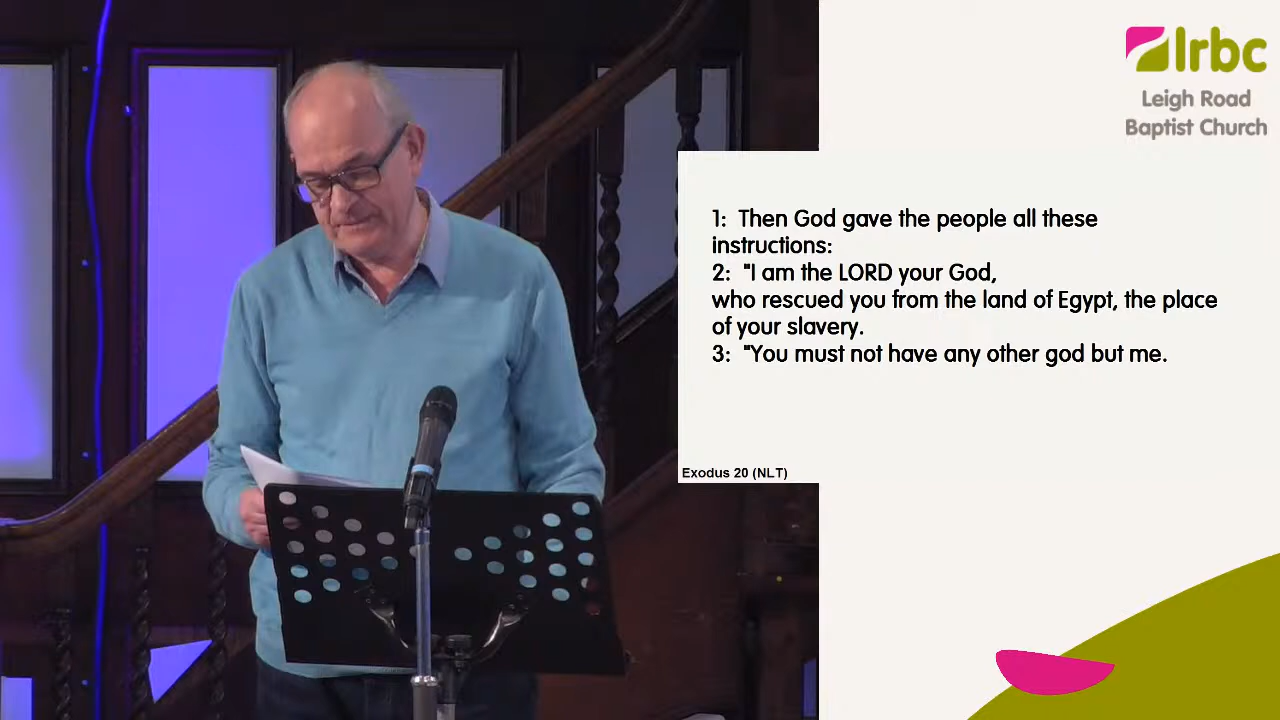 lrbc
Leigh Road
Baptist Church
1:  Then God gave the people all these
instructions:
2:  "I am the LORD your God,
who rescued you from the land of Egypt, the place
of your slavery.
3:  "You must not have any other god but me.
Exodus 20 (NLT)